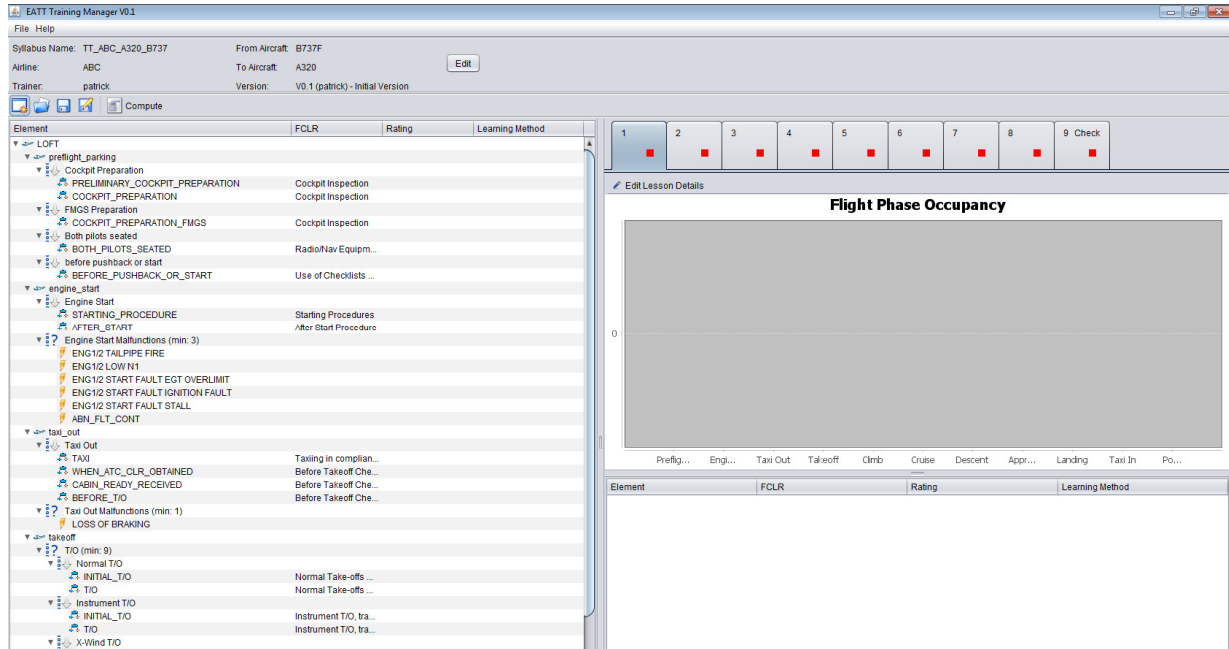 EATT Training Manager V0.1
File Help
Syllabus Name: TT_ABC_A320_B737 From Aircraft: B737F
Airline: ABC To Aircraft: A320 Edit
Trainer: patrick Version: V0.1 (patrick) - Initial Version
Compute
Element FCLR Rating Learning Method
LOFT
preflight_parking
Cockpit Preparation
PRELIMINARY_COCKPIT_PREPARATION Cockpit Inspection
COCKPIT_PREPARATION Cockpit Inspection
FMGS Preparation
COCKPIT_PREPARATION_FMGS Cockpit Inspection
Both pilots seated
BOTH_PILOTS_SEATED Radio/Nav Equipm...
before pushback or start
BEFORE_PUSHBACK_OR_START Use of Checklists ...
engine_start
Engine Start
STARTING_PROCEDURE Starting Procedures
AFTER_START After Start Procedure
Engine Start Malfunctions (min: 3)
ENG1/2 TAILPIPE FIRE
ENG1/2 LOW N1
ENG1/2 START FAULT EGT OVERLIMIT
ENG1/2 START FAULT IGNITION FAULT
ENG1/2 START FAULT STALL
ABN_FLT_CONT
taxi_out
Taxi Out
TAXI Taxiing in complian...
WHEN_ATC_CLR_OBTAINED Before Takeoff Che...
CABIN_READY_RECEIVED Before Takeoff Che...
BEFORE_T/O Before Takeoff Che...
Taxi Out Malfunctions (min: 1)
LOSS OF BRAKING
takeoff
T/O (min: 9)
Normal T/O
INITIAL_T/O Normal Take-offs ...
T/O Normal Take-offs ...
Instrument T/O
INITIAL_T/O Instrument T/O, tra...
T/O Instrument T/O, tra...
X-Wind T/O
1 2 3 4 5 6 7 8 9 Check
Edit Lesson Details
Flight Phase Occupancy
0
Preflig... Engi... Taxi Out Takeoff Climb Cruise Descent Appr... Landing Taxi In Po...
Element FCLR Rating Learning Method